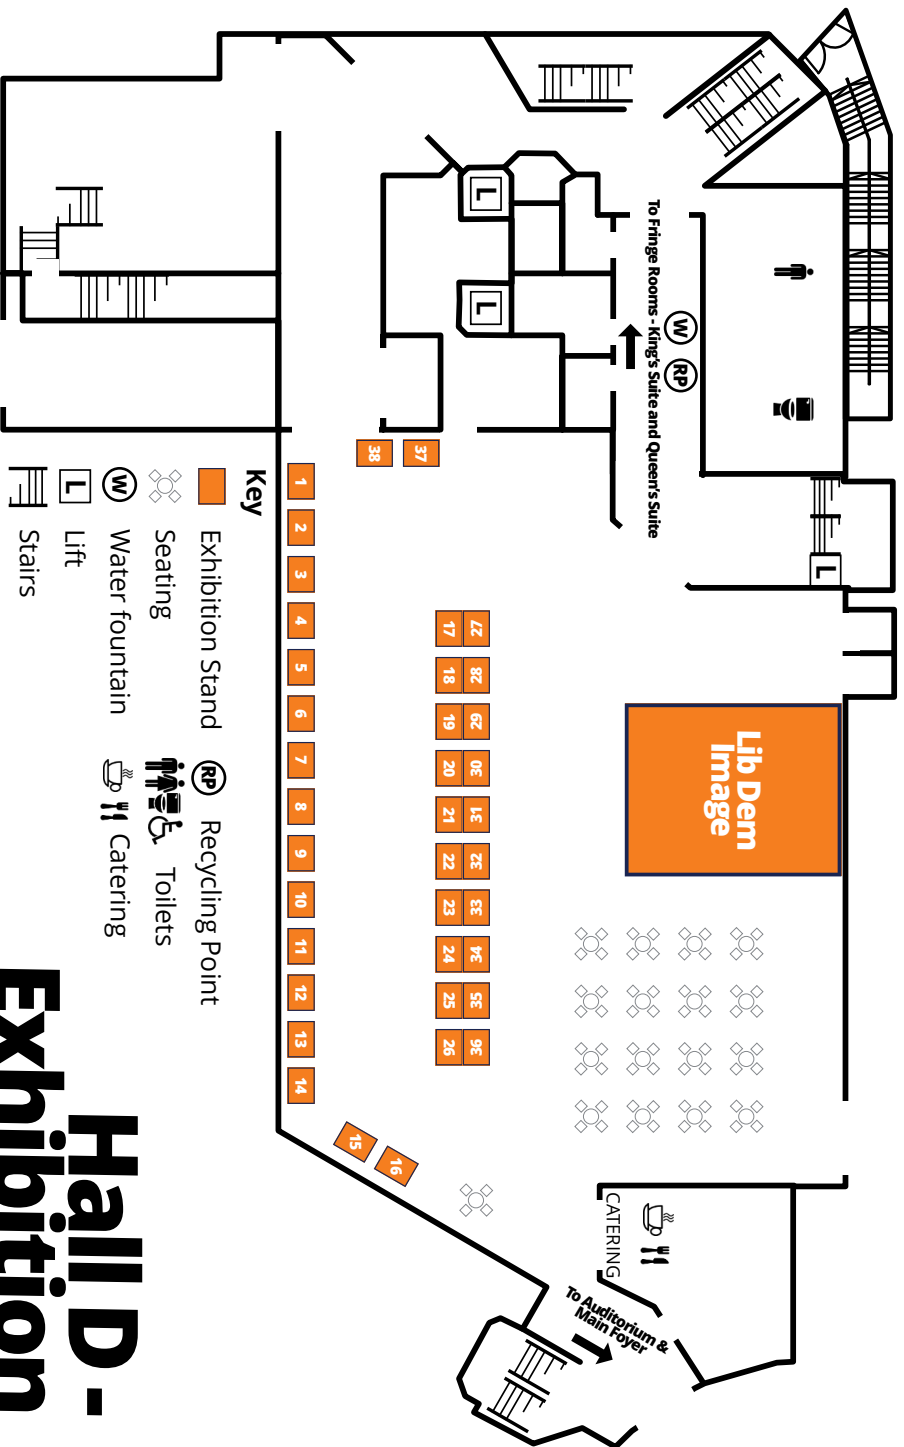 Hall D -
Exhibition
To Fringe Rooms - King's Suite and Queen's Suite
W
RP
L
L
L
Lib Dem
Image
27
28
29
30
31
32
33
34
35
36
17
18
19
20
21
22
23
24
25
26
37
38
1
2
3
4
5
6
7
8
9
10
11
12
13
14
15
16
CATERING
To Auditorium &
Main Foyer
Key
Exhibition Stand
Seating
W Water fountain
L Lift
Stairs
RP Recycling Point
Toilets
Catering